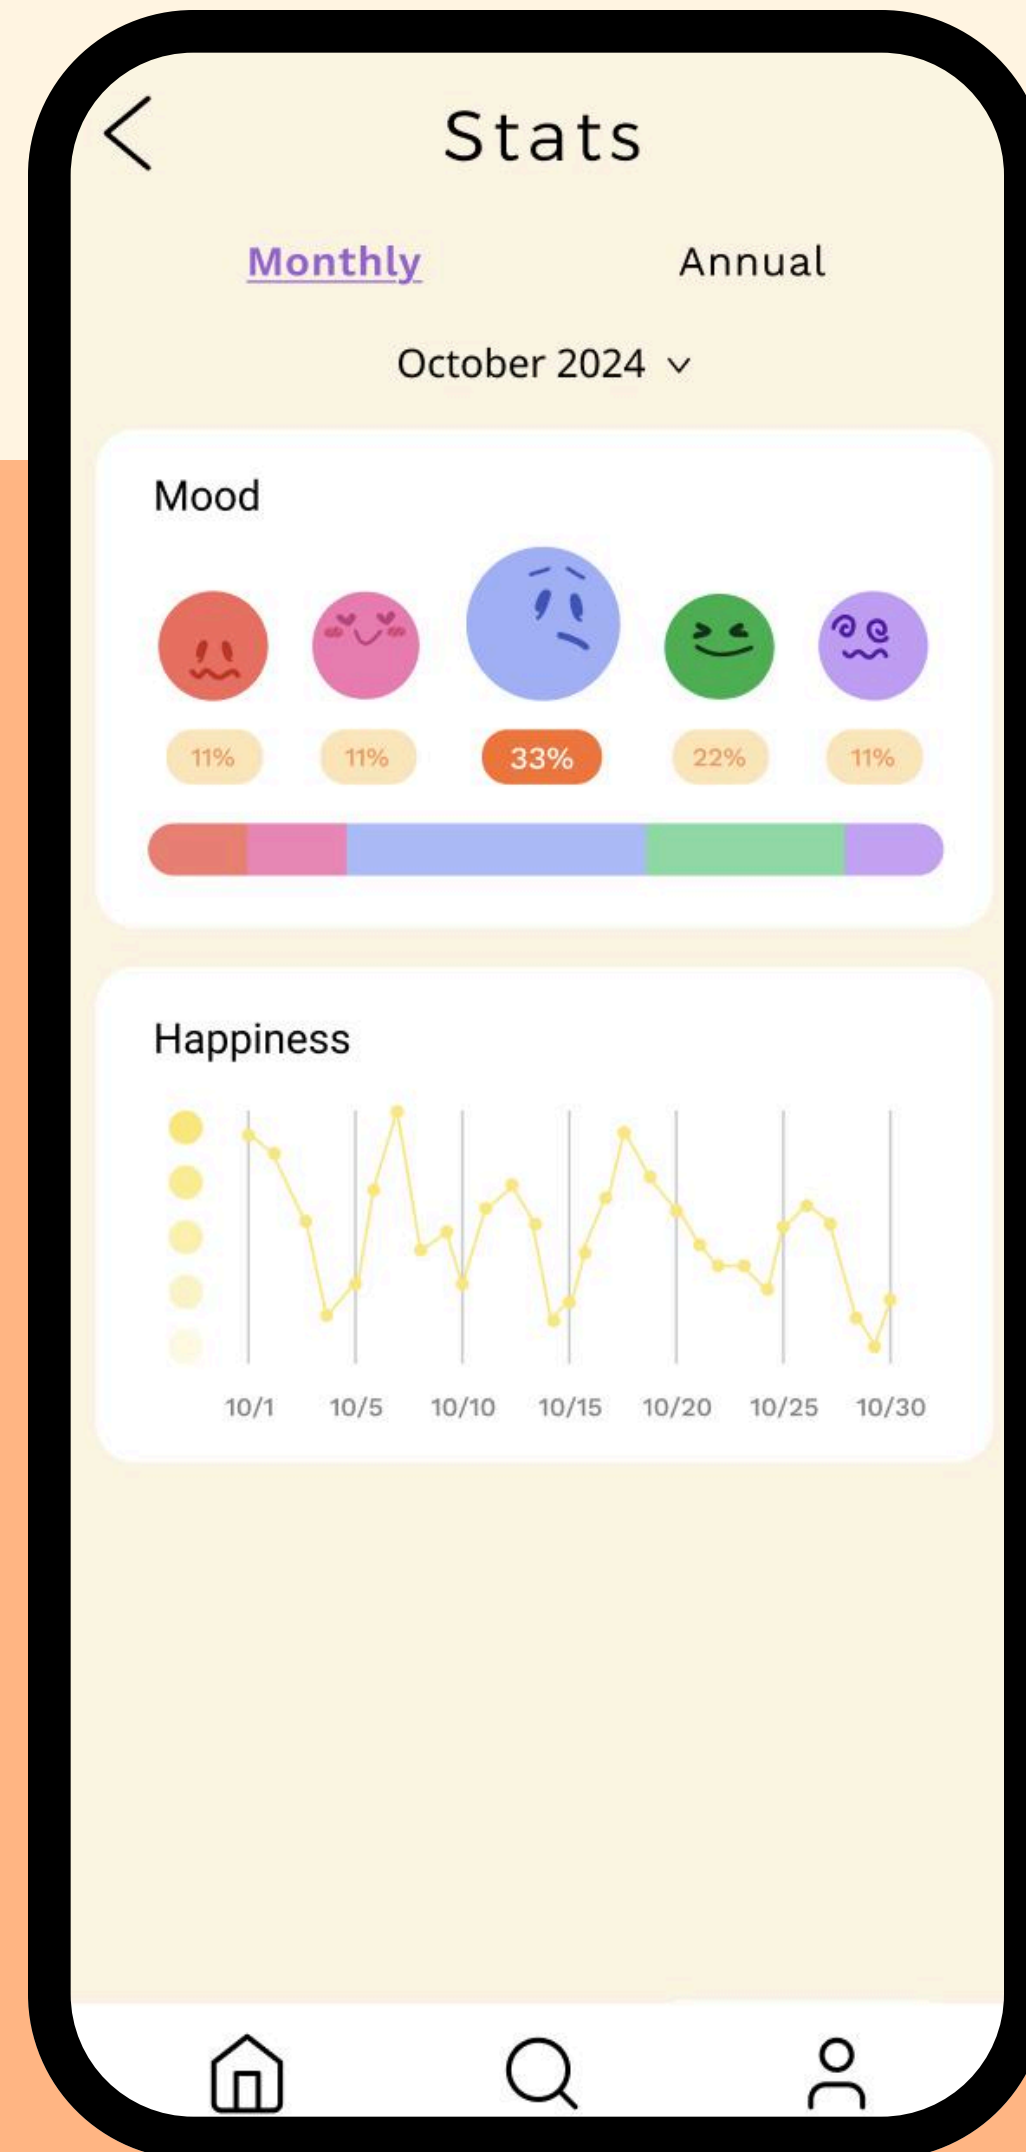 Stats
Monthly Annual
October 2024
Mood
11% 11% 33% 22% 11%
Happiness
10/1 10/5 10/10 10/15 10/20 10/25 10/30